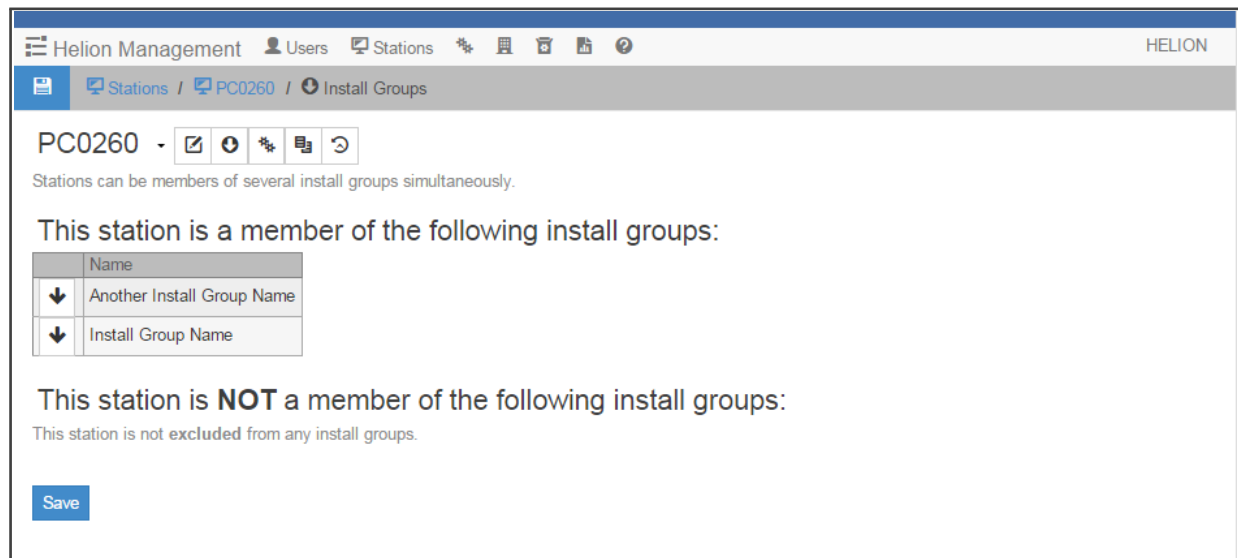 Helion Management Users Stations HELION
Stations / PC0260 / Install Groups
PC0260
Stations can be members of several install groups simultaneously.
This station is a member of the following install groups:
Name
Another Install Group Name
Install Group Name
This station is NOT a member of the following install groups:
This station is not excluded from any install groups.
Save